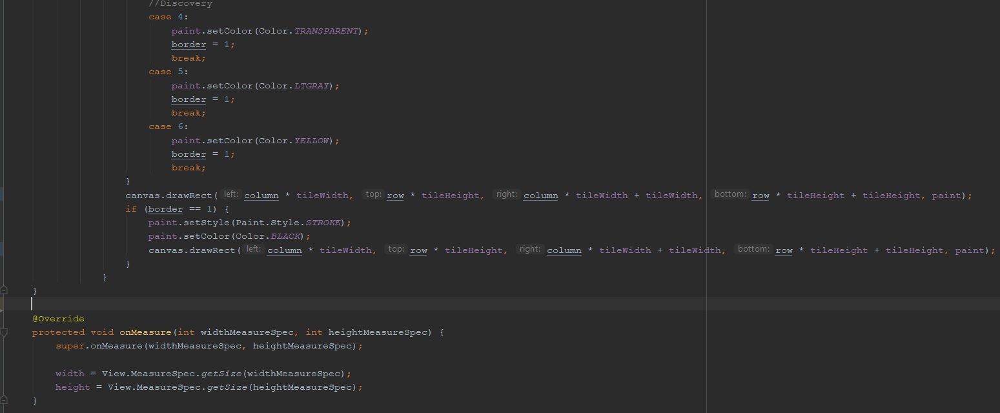 //Discovery
case 4:
paint.setColor(Color.TRANSPARENT);
border = 1;
break;
case 5:
paint.setColor(Color.LTGRAY);
border = 1;
break;
case 6:
paint.setColor(Color.YELLOW);
border = 1;
break;
}
canvas.drawRect( left: column * tileWidth, top: row * tileHeight, right: column * tileWidth + tileWidth, bottom: row * tileHeight + tileHeight, paint);
if (border == 1) {
paint.setStyle(Paint.Style.STROKE);
paint.setColor(Color.BLACK);
canvas.drawRect( left: column * tileWidth, top: row * tileHeight, right: column * tileWidth + tileWidth, bottom: row * tileHeight + tileHeight, paint);
}
}
}
@Override
protected void onMeasure(int widthMeasureSpec, int heightMeasureSpec) {
super.onMeasure(widthMeasureSpec, heightMeasureSpec);
width = View.MeasureSpec.getSize(widthMeasureSpec);
height = View.MeasureSpec.getSize(heightMeasureSpec);
}